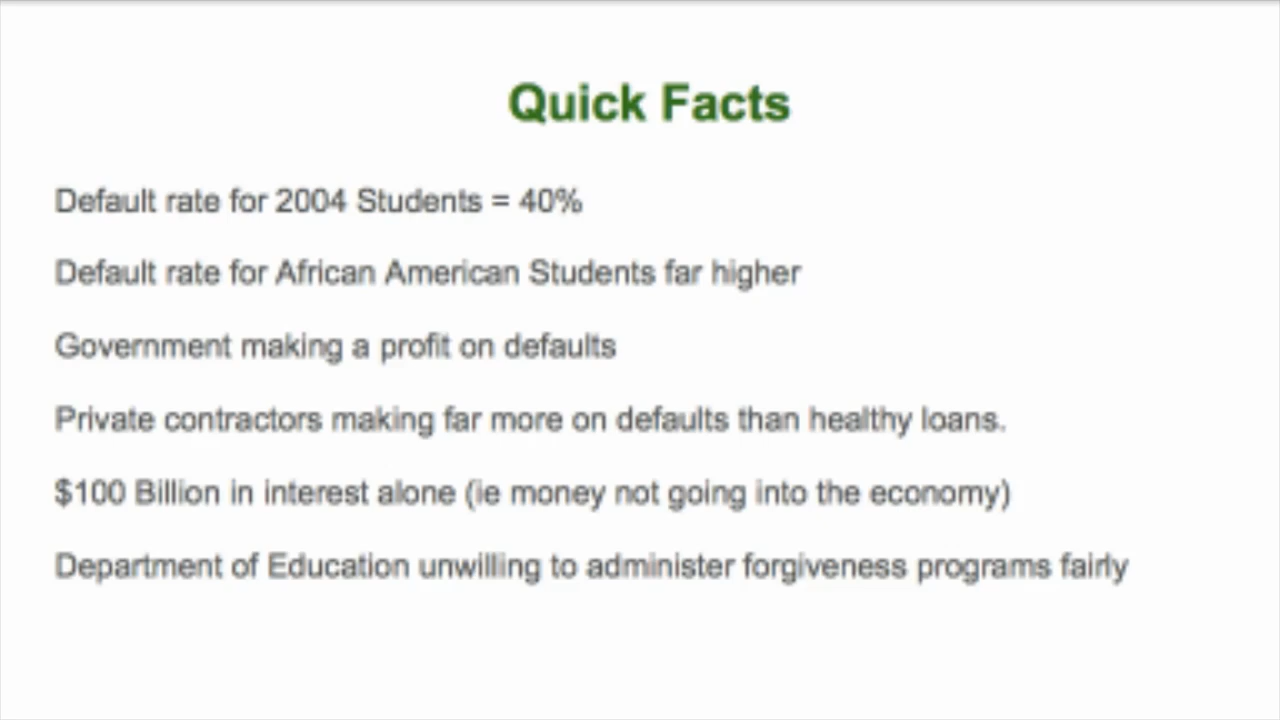 Quick Facts
Default rate for 2004 Students = 40%
Default rate for African American Students far higher
Government making a profit on defaults
Private contractors making far more on defaults than healthy loans.
$100 Billion in interest alone (ie money not going into the economy)
Department of Education unwilling to administer forgiveness programs fairly